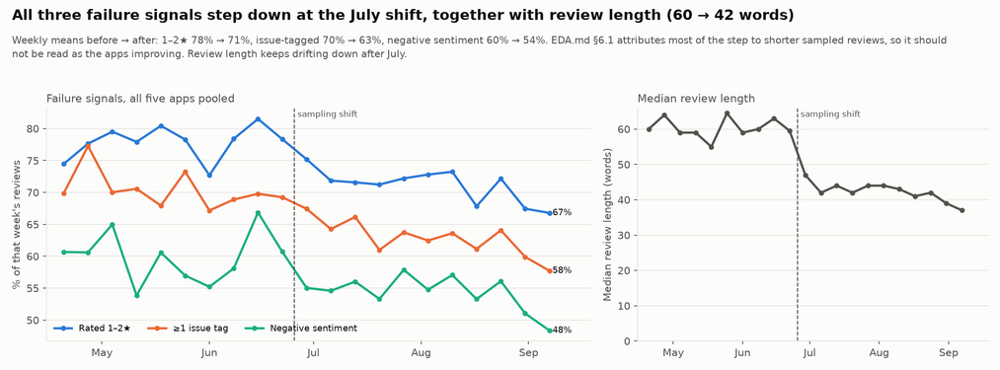 All three failure signals step down at the July shift, together with review length (60 → 42 words)
Weekly means before → after: 1–2★ 78% → 71%, issue-tagged 70% → 63%, negative sentiment 60% → 54%. EDA.md §6.1 attributes most of the step to shorter sampled reviews, so it should
not be read as the apps improving. Review length keeps drifting down after July.
Failure signals, all five apps pooled
sampling shift
% of that week's reviews
80
75
70
65
60
55
50
67%
58%
48%
Rated 1–2★
≥1 issue tag
Negative sentiment
May
Jun
Jul
Aug
Sep
Median review length
sampling shift
Median review length (words)
60
50
40
30
20
10
0
May
Jun
Jul
Aug
Sep